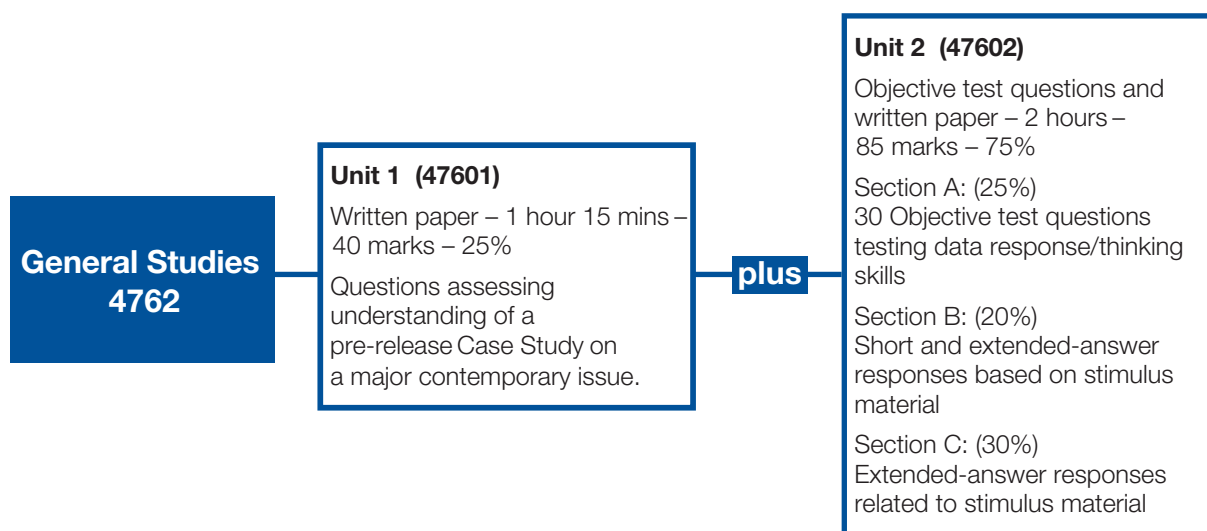 General Studies
4762
Unit 1 (47601)
Written paper – 1 hour 15 mins –
40 marks – 25%
Questions assessing
understanding of a
pre-release Case Study on
a major contemporary issue.
plus
Unit 2 (47602)
Objective test questions and
written paper – 2 hours –
85 marks – 75%
Section A: (25%)
30 Objective test questions
testing data response/thinking
skills
Section B: (20%)
Short and extended-answer
responses based on stimulus
material
Section C: (30%)
Extended-answer responses
related to stimulus material